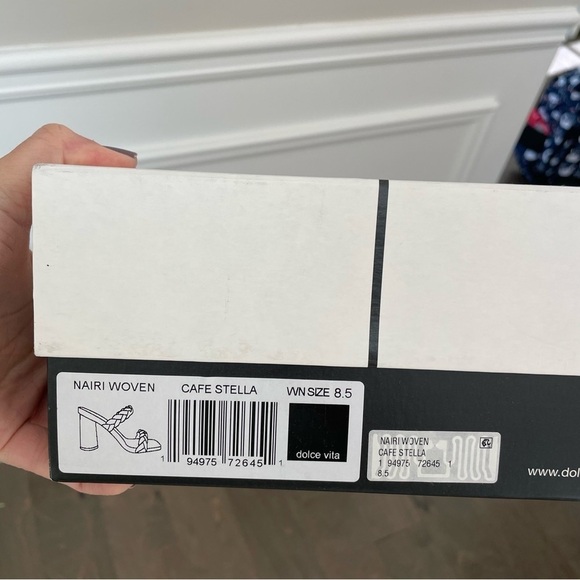 NAIRI WOVEN CAFE STELLA WN SIZE 8.5
1 94975 72645 1
dolce vita
NAIRI WOVEN
CAFE STELLA
1 94975 72645 1
8.5
www.dol